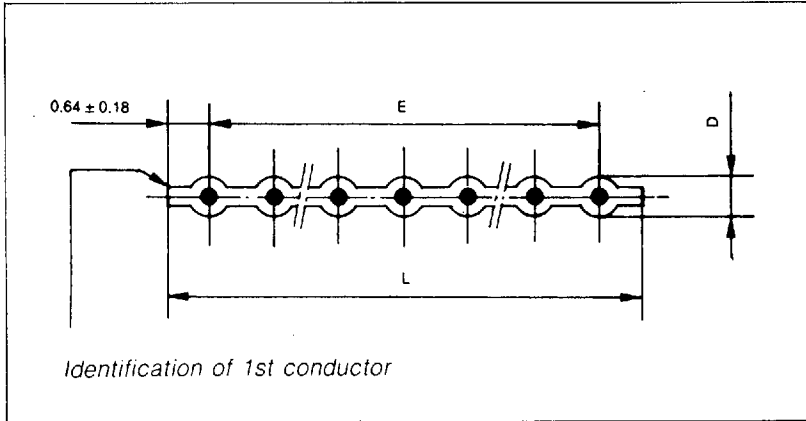 0.64 ± 0.18
E
D
L
Identification of 1st conductor